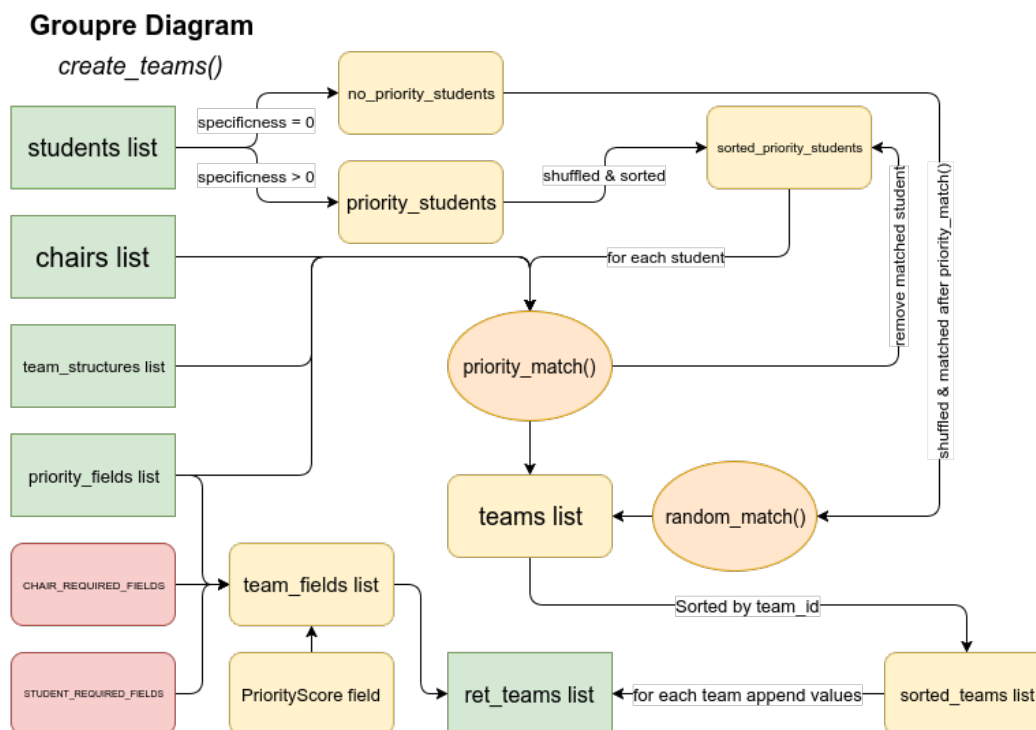 Groupre Diagram
create_teams()
no_priority_students
specificness = 0
students list
sorted_priority_students
specificness > 0
shuffled & sorted
priority_students
remove matched student
shuffled & matched after priority_match()
chairs list
for each student
team_structures list
priority_match()
priority_fields list
teams list
random_match()
CHAIR_REQUIRED_FIELDS
team_fields list
Sorted by team_id
STUDENT_REQUIRED_FIELDS
PriorityScore field
ret_teams list
for each team append values
sorted_teams list